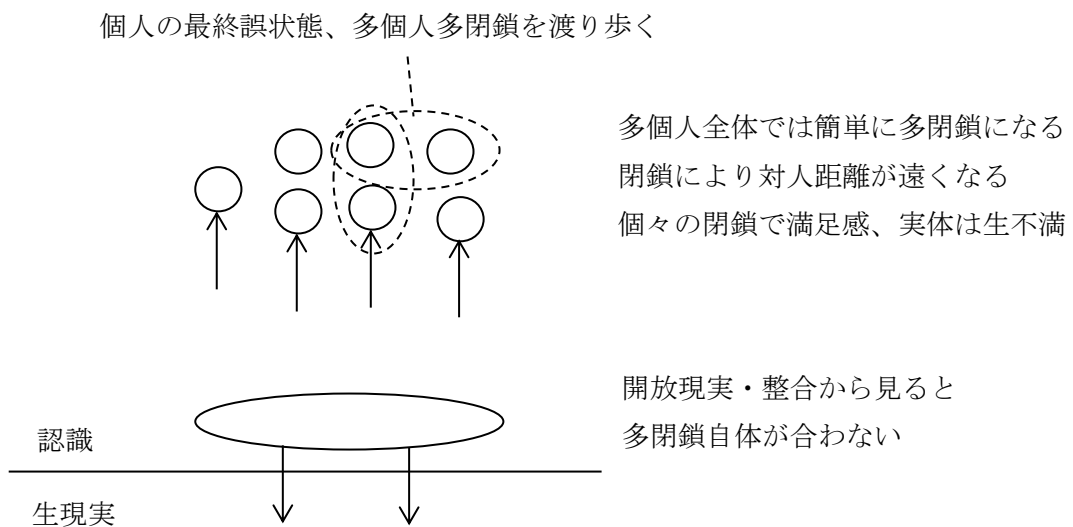 個人の最終誤状態、多個人多閉鎖を渡り歩く
多個人全体では簡単に多閉鎖になる
閉鎖により対人距離が遠くなる
個々の閉鎖で満足感、実体は生不満
開放現実・整合から見ると
多閉鎖自体が合わない
認識
生現実